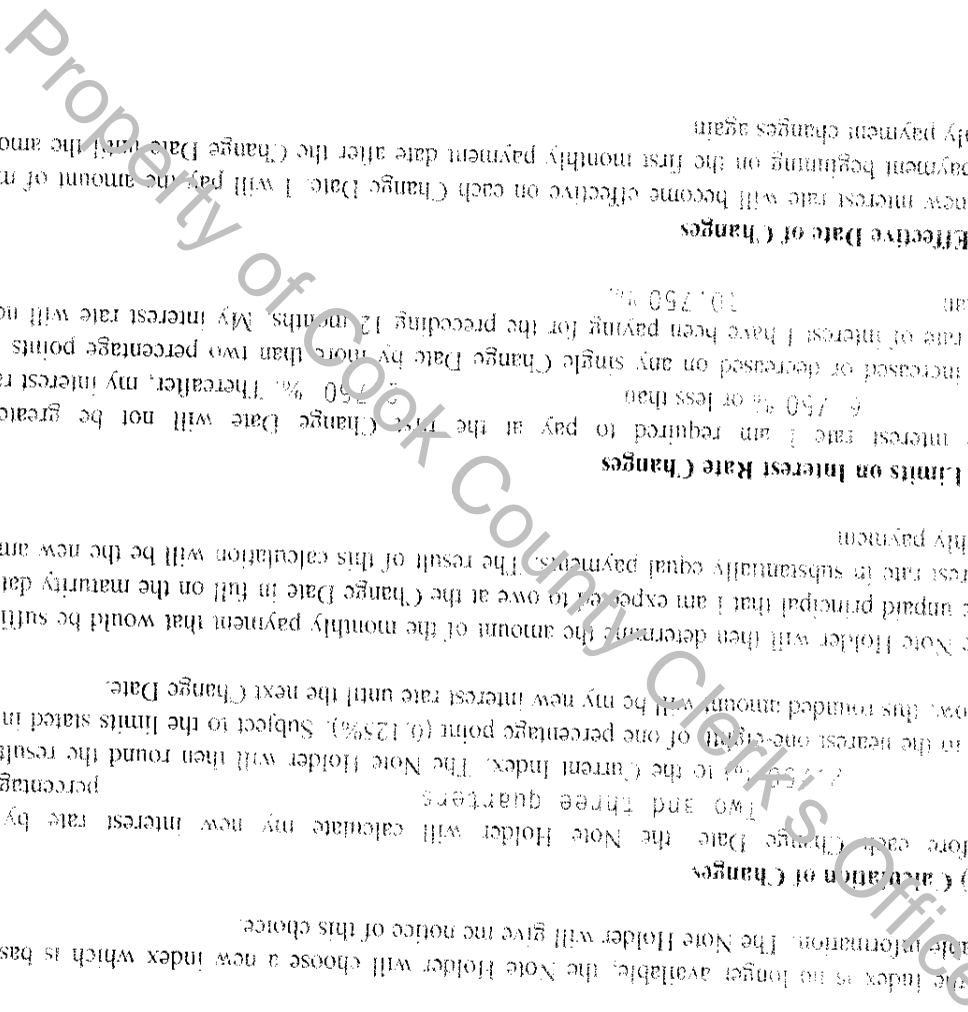 the Index is no longer available, the Note Holder will choose a new index which is bas
able information. The Note Holder will give me notice of this choice.
) Calculation of Changes
fore each Change Date the Note Holder will calculate my new interest rate by
Two and three quarters percentag
to the Current Index. The Note Holder will then round the result
to the nearest one-eighth of one percentage point (0.125%). Subject to the limits stated in
ow, this rounded amount will be my new interest rate until the next Change Date.
e Note Holder will then determine the amount of the monthly payment that would be suffi
e unpaid principal that I am expected to owe at the Change Date in full on the maturity dat
rest rate in substantially equal payments. The result of this calculation will be the new am
hly payment
Limits on Interest Rate Changes
interest rate I am required to pay at the First Change Date will not be greate
750 % or less than 750 %. Thereafter, my interest ra
increased or decreased on any single Change Date by more than two percentage points
rate of interest I have been paying for the preceding 12 months. My interest rate will no
an 10.750 %.
Effective Date of Changes
new interest rate will become effective on each Change Date. I will pay the amount of m
payment beginning on the first monthly payment date after the Change Date until the amo
lly payment changes again
Property of Cook County Clerk's Office